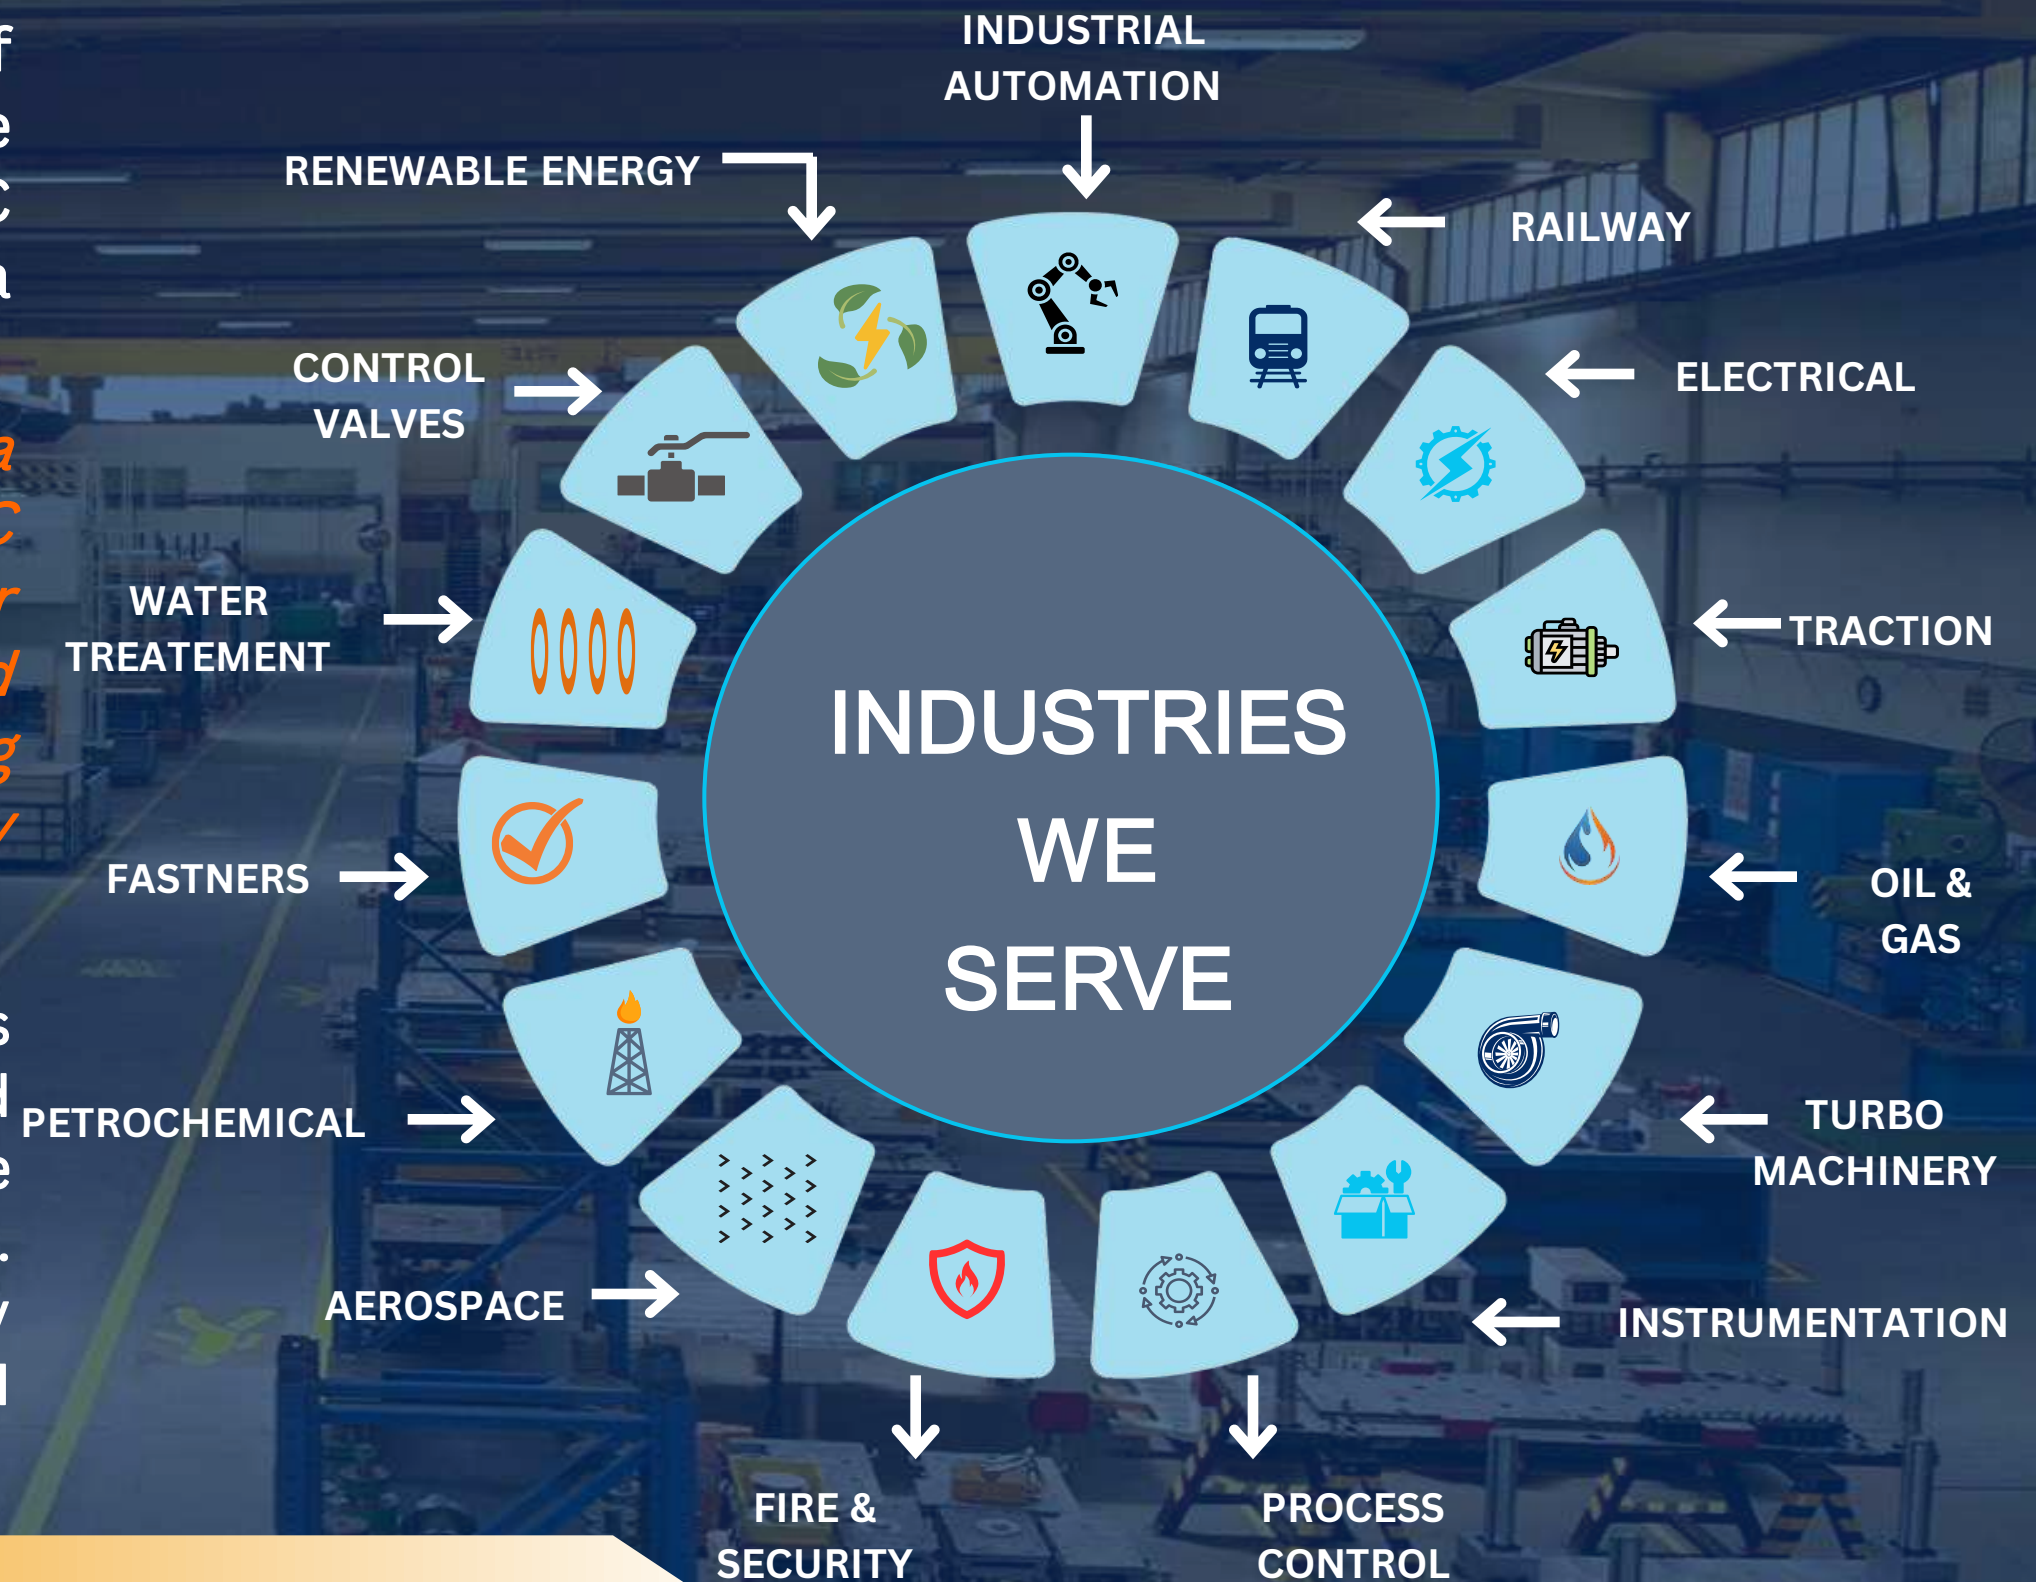 INDUSTRIAL
AUTOMATION
RENEWABLE ENERGY
RAILWAY
CONTROL
VALVES
ELECTRICAL
WATER
TREATEMENT
TRACTION
INDUSTRIES
WE
SERVE
FASTNERS
OIL &
GAS
PETROCHEMICAL
TURBO
MACHINERY
AEROSPACE
INSTRUMENTATION
FIRE &
SECURITY
PROCESS
CONTROL